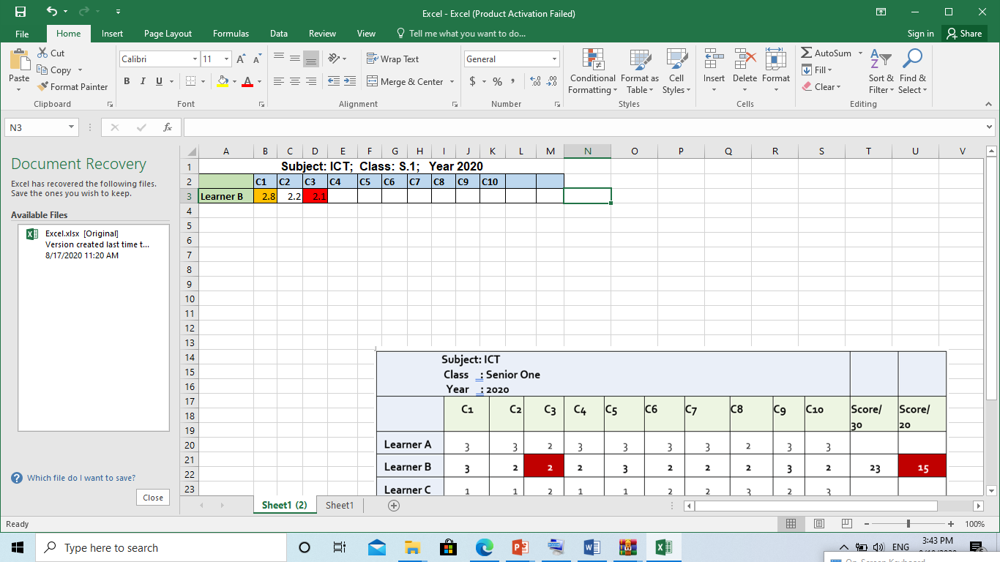 Excel - Excel (Product Activation Failed)
File Home Insert Page Layout Formulas Data Review View Tell me what you want to do... Sign in Share
Cut
Copy
Format Painter
Paste
Clipboard
Calibri 11
B I U
Font
Wrap Text
Merge & Center
Alignment
General
$ % ,
Number
Conditional Formatting
Format as Table
Cell Styles
Styles
Insert Delete Format
Cells
AutoSum
Fill
Clear
Sort & Filter
Find & Select
Editing
N3 fx
Document Recovery
Excel has recovered the following files.
Save the ones you wish to keep.
Available Files
Excel.xlsx [Original]
Version created last time t...
8/17/2020 11:20 AM
Which file do I want to save?
Close
A B C D E F G H I J K L M N O P Q R S T U V
1 Subject: ICT; Class: S.1; Year 2020
2 C1 C2 C3 C4 C5 C6 C7 C8 C9 C10
3 Learner B 2.8 2.2 2.1
4
5
6
7
8
9
10
11
12
13
14
15
16
17
18
19
20
21
22
23
Subject: ICT
Class : Senior One
Year : 2020
C1 C2 C3 C4 C5 C6 C7 C8 C9 C10 Score/ 30 Score/ 20
Learner A 3 3 2 3 3 3 3 2 3 3
Learner B 3 2 2 2 3 2 2 2 3 2 23 15
Learner C 1 1 2 1 1 2 2 3 2 3
Sheet1 (2) Sheet1
Ready 100%
Type here to search
ENG
3:43 PM
On-Screen Keyboard